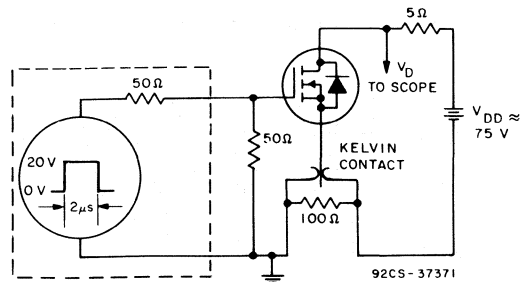 5Ω
50Ω
V_D
TO SCOPE
V_DD ≈
75 V
50Ω
20V
0V
2μs
KELVIN
CONTACT
100Ω
92CS-37371